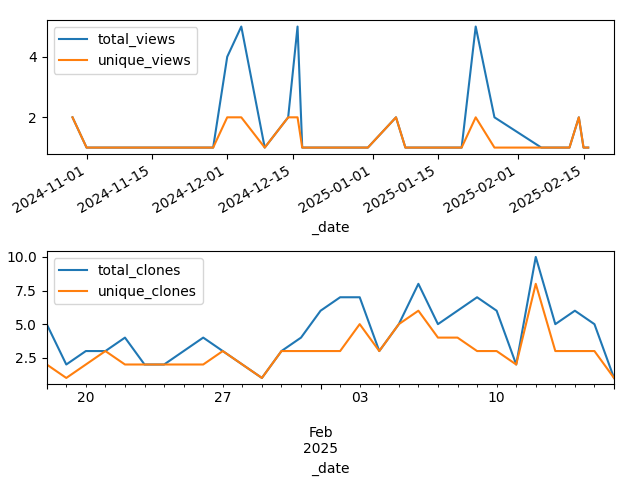 4
2
total_views
unique_views
2024-11-01
2024-11-15
2024-12-01
2024-12-15
2025-01-01
2025-01-15
2025-02-01
2025-02-15
_date
10.0
7.5
5.0
2.5
total_clones
unique_clones
20
27
03
10
Feb
2025
_date